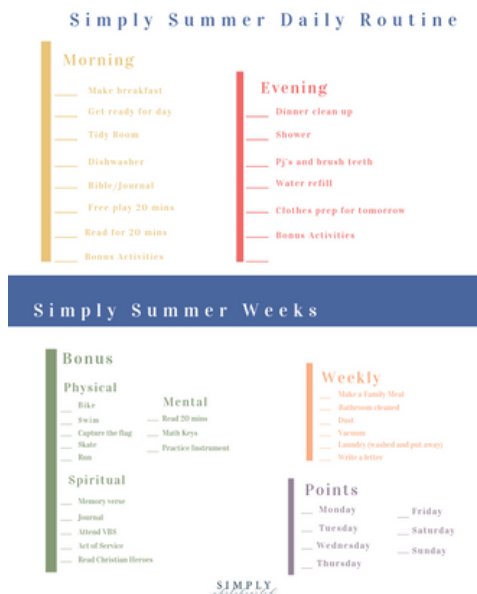 Simply Summer Daily Routine
Morning
Make breakfast
Get ready for day
Tidy Room
Dishwasher
Bible/Journal
Free play 20 mins
Read for 20 mins
Bonus Activities
Evening
Dinner clean up
Shower
Pj's and brush teeth
Water refill
Clothes prep for tomorrow
Bonus Activities
Simply Summer Weeks
Bonus
Physical
Bike
Swim
Capture the flag
Skate
Run
Mental
Read 20 mins
Math Keys
Practice Instrument
Spiritual
Memory verse
Journal
Attend VBS
Act of Service
Read Christian Heroes
Weekly
Make a Family Meal
Bathroom cleaned
Dust
Vacuum
Laundry (washed and put away)
Write a letter
Points
Monday
Tuesday
Wednesday
Thursday
Friday
Saturday
Sunday
SIMPLY